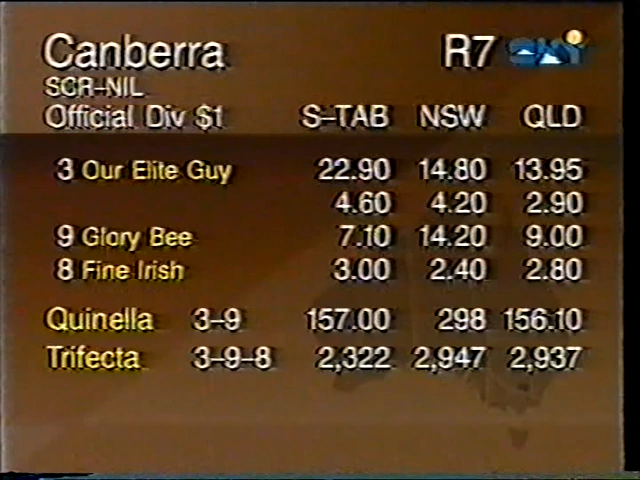 Canberra R7 SKY
SCR-NIL
Official Div $1 S-TAB NSW QLD
3 Our Elite Guy 22.90 14.80 13.95
4.60 4.20 2.90
9 Glory Bee 7.10 14.20 9.00
8 Fine Irish 3.00 2.40 2.80
Quinella 3-9 157.00 298 156.10
Trifecta 3-9-8 2,322 2,947 2,937